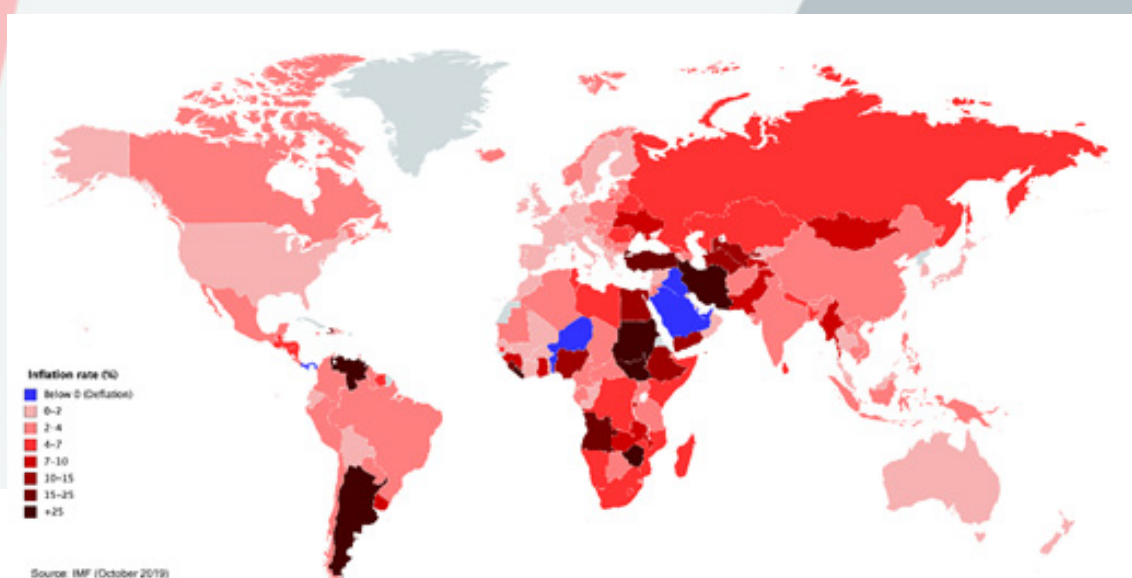 Inflation rate (%)
Below 0 (Deflation)
0-2
2-4
4-7
7-10
10-15
15-25
+25
Source: IMF (October 2019)